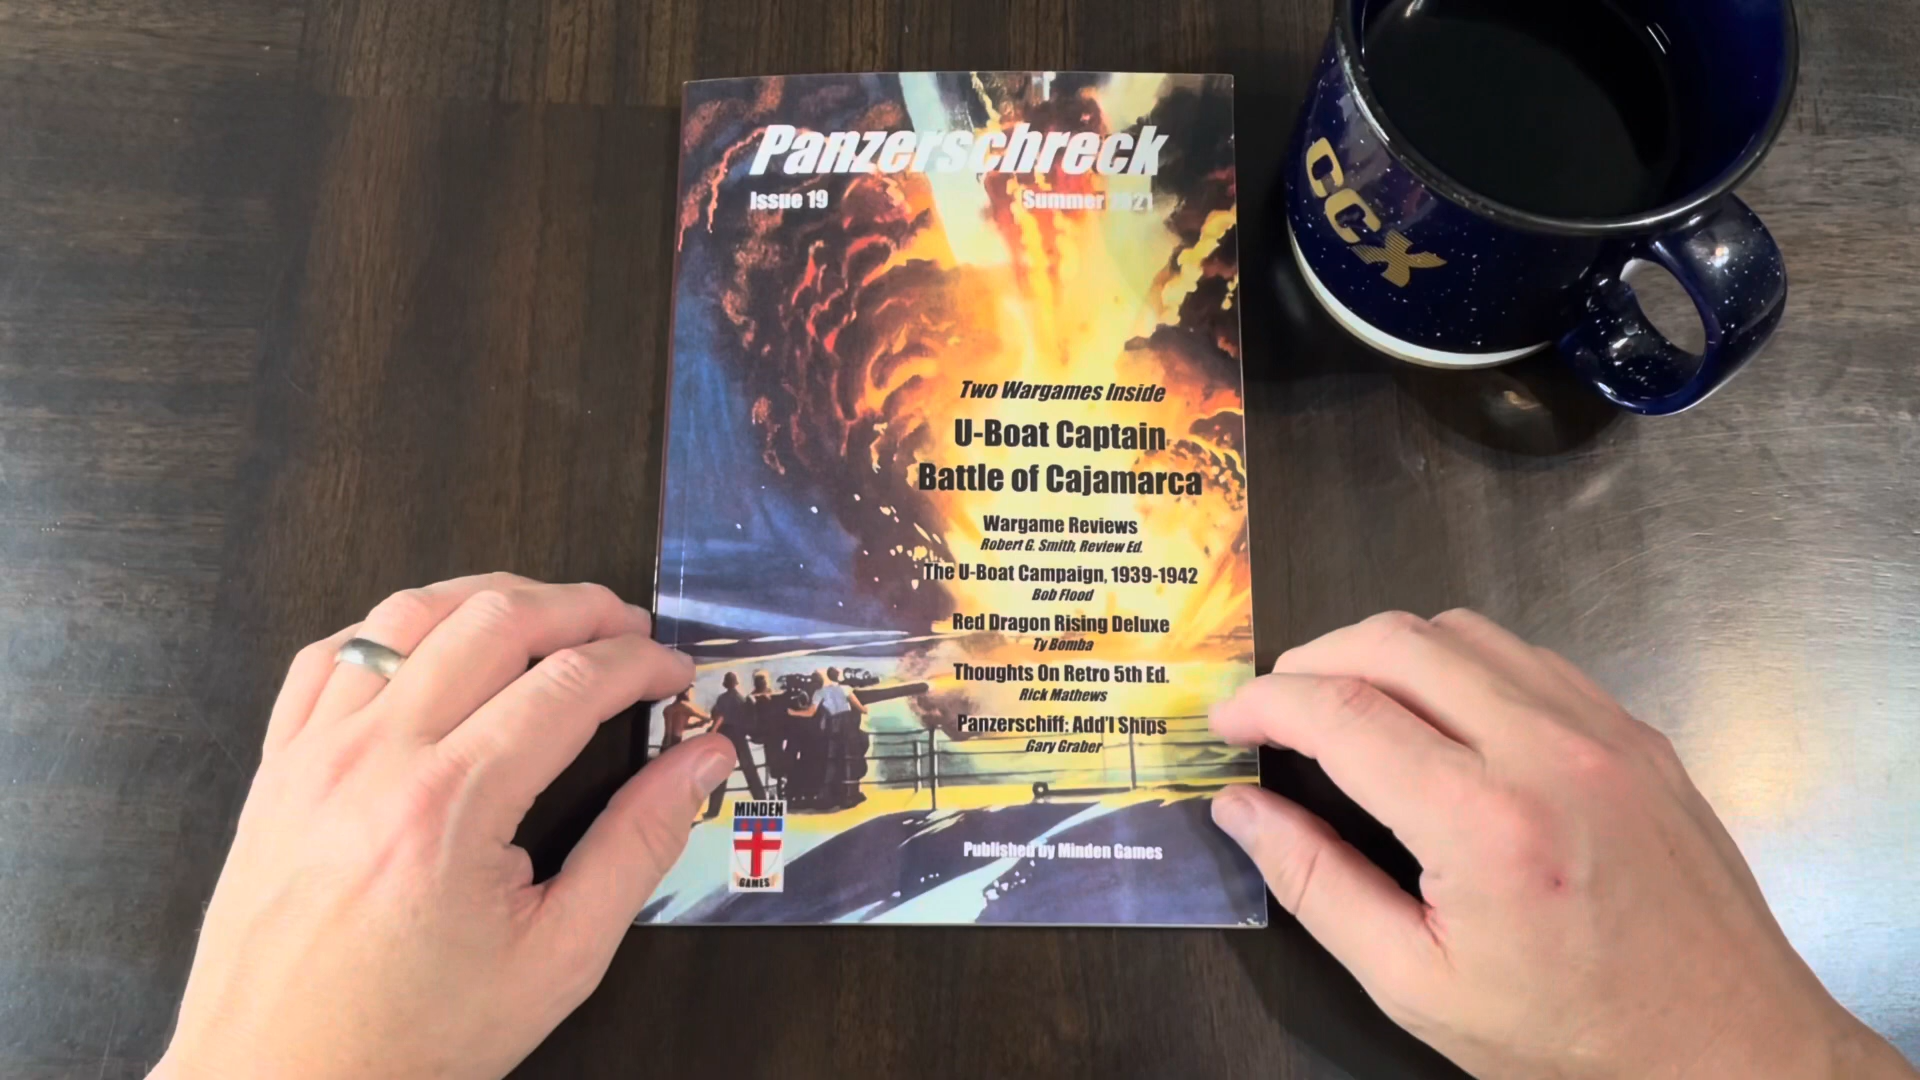 Panzerschreck
Issue 19
Summer 2021
Two Wargames Inside
U-Boat Captain
Battle of Cajamarca
Wargame Reviews
Robert G. Smith, Review Ed.
The U-Boat Campaign, 1939-1942
Bob Flood
Red Dragon Rising Deluxe
Ty Bomba
Thoughts On Retro 5th Ed.
Rick Mathews
Panzerschiff: Add'l Ships
Gary Graber
MINDEN
GAMES
Published by Minden Games
CCX